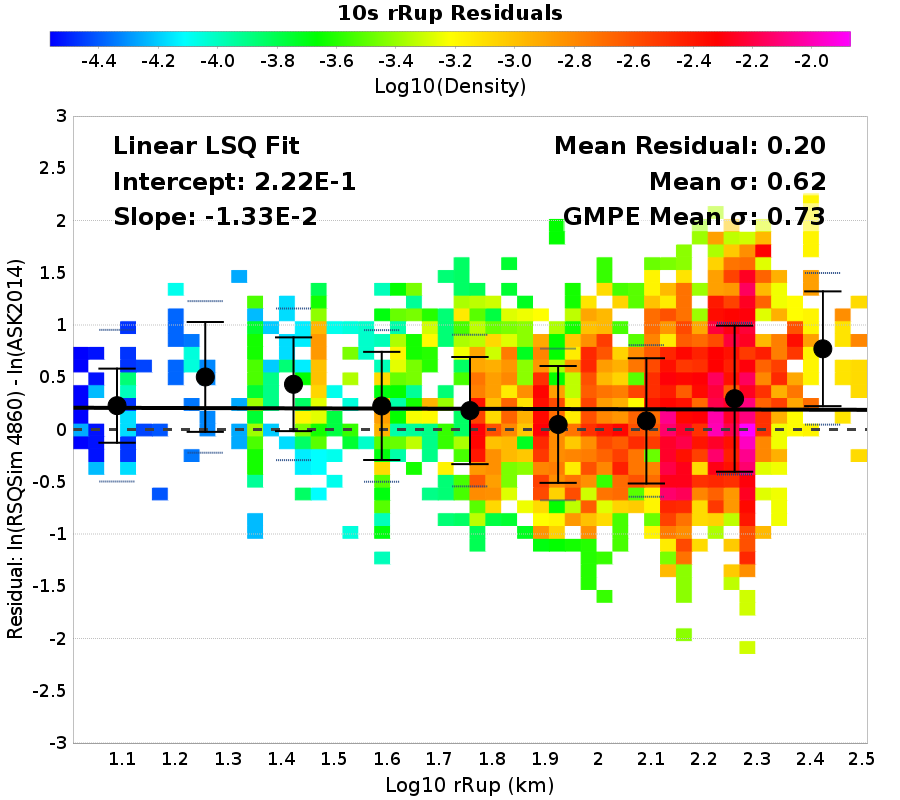 10s rRup Residuals
-4.4 -4.2 -4.0 -3.8 -3.6 -3.4 -3.2 -3.0 -2.8 -2.6 -2.4 -2.2 -2.0
Log10(Density)
Linear LSQ Fit
Intercept: 2.22E-1
Slope: -1.33E-2
Mean Residual: 0.20
Mean σ: 0.62
GMPE Mean σ: 0.73
Residual: ln(RSQSim 4860) - ln(ASK2014)
3
2.5
2
1.5
1
0.5
0
-0.5
-1
-1.5
-2
-2.5
-3
1.1 1.2 1.3 1.4 1.5 1.6 1.7 1.8 1.9 2 2.1 2.2 2.3 2.4 2.5
Log10 rRup (km)